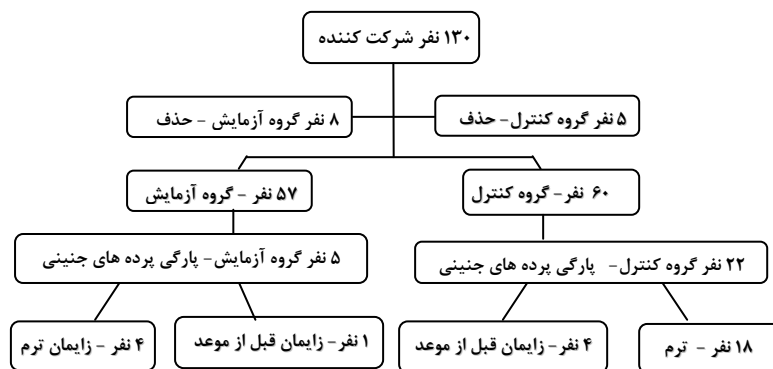 ۱۳۰ نفر شرکت کننده
۵ نفر گروه کنترل- حذف
۸ نفر گروه آزمایش - حذف
۶۰ نفر- گروه کنترل
۵۷ نفر - گروه آزمایش
۲۲ نفر گروه کنترل- پارگی پرده های جنینی
۵ نفر گروه آزمایش- پارگی پرده های جنینی
۱۸ نفر - ترم
۴ نفر- زایمان قبل از موعد
۱ نفر- زایمان قبل از موعد
۴ نفر - زایمان ترم